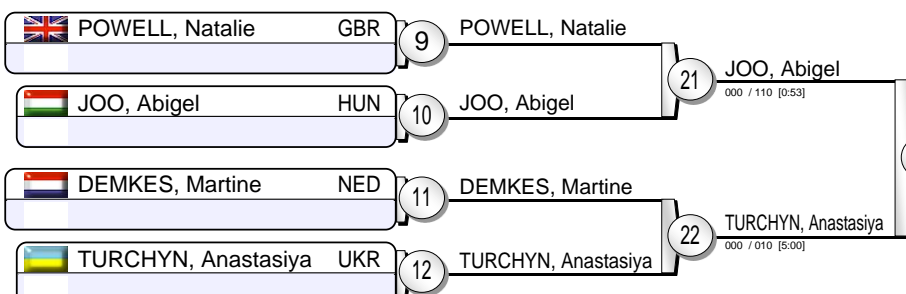 POWELL, Natalie GBR
9
POWELL, Natalie
21
JOO, Abigel
000 / 110 [0:53]
JOO, Abigel HUN
10
JOO, Abigel
DEMKES, Martine NED
11
DEMKES, Martine
22
TURCHYN, Anastasiya
000 / 010 [5:00]
TURCHYN, Anastasiya UKR
12
TURCHYN, Anastasiya